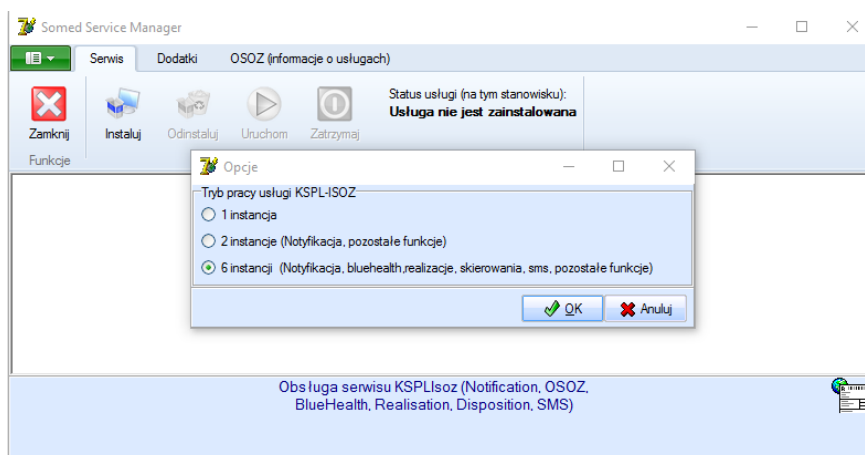 Somed Service Manager
Serwis Dodatki OSOZ (informacje o usługach)
Zamknij Instaluj Odinstaluj Uruchom Zatrzymaj
Status usługi (na tym stanowisku):
Usługa nie jest zainstalowana
Funkcje
Opcje
Tryb pracy usługi KSPL-ISOZ
1 instancja
2 instancje (Notyfikacja, pozostałe funkcje)
6 instancji (Notyfikacja, bluehealth,realizacje, skierowania, sms, pozostałe funkcje)
OK Anuluj
Obsługa serwisu KSPLIsoz (Notification, OSOZ,
BlueHealth, Realisation, Disposition, SMS)